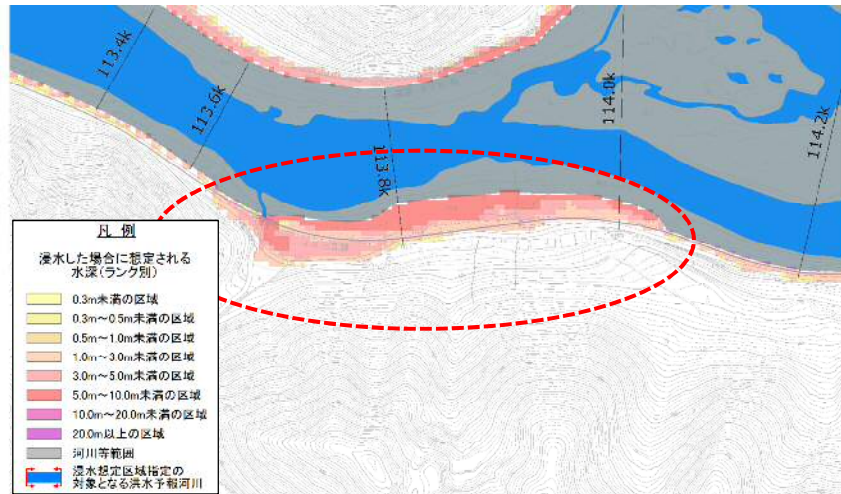 113.4k
113.6k
113.8k
114.0k
114.2k
凡 例
浸水した場合に想定される
水深(ランク別)
0.3m未満の区域
0.3m～0.5m未満の区域
0.5m～1.0m未満の区域
1.0m～3.0m未満の区域
3.0m～5.0m未満の区域
5.0m～10.0m未満の区域
10.0m～20.0m未満の区域
20.0m以上の区域
河川等範囲
浸水想定区域指定の
対象となる洪水予報河川